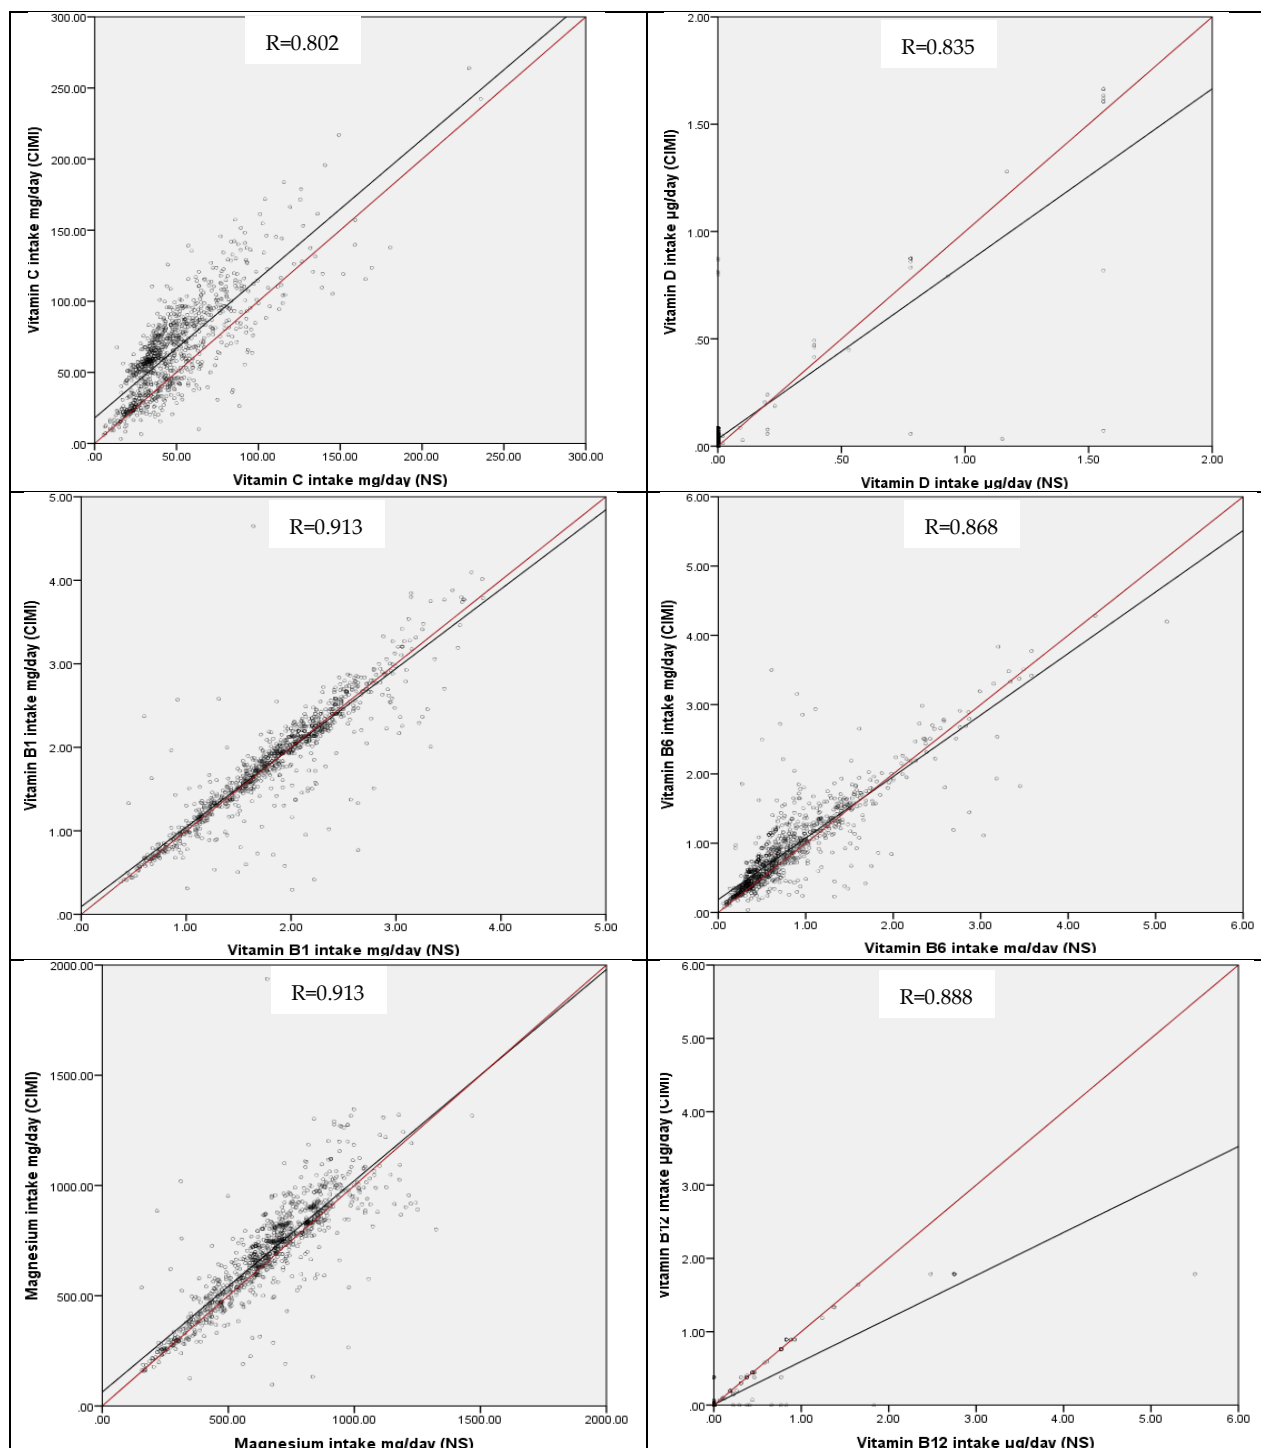 R=0.802
300.00
250.00
200.00
150.00
100.00
50.00
.00
Vitamin C intake mg/day (CIMI)
.00 50.00 100.00 150.00 200.00 250.00 300.00
Vitamin C intake mg/day (NS)
R=0.835
2.00
1.50
1.00
.50
.00
Vitamin D intake µg/day (CIMI)
.00 .50 1.00 1.50 2.00
Vitamin D intake µg/day (NS)
R=0.913
5.00
4.00
3.00
2.00
1.00
.00
Vitamin B1 intake mg/day (CIMI)
.00 1.00 2.00 3.00 4.00 5.00
Vitamin B1 intake mg/day (NS)
R=0.868
6.00
5.00
4.00
3.00
2.00
1.00
.00
Vitamin B6 intake mg/day (CIMI)
.00 1.00 2.00 3.00 4.00 5.00 6.00
Vitamin B6 intake mg/day (NS)
R=0.913
2000.00
1500.00
1000.00
500.00
.00
Magnesium intake mg/day (CIMI)
.00 500.00 1000.00 1500.00 2000.00
Magnesium intake mg/day (NS)
R=0.888
6.00
5.00
4.00
3.00
2.00
1.00
.00
Vitamin B12 intake µg/day (CIMI)
.00 1.00 2.00 3.00 4.00 5.00 6.00
Vitamin B12 intake µg/day (NS)